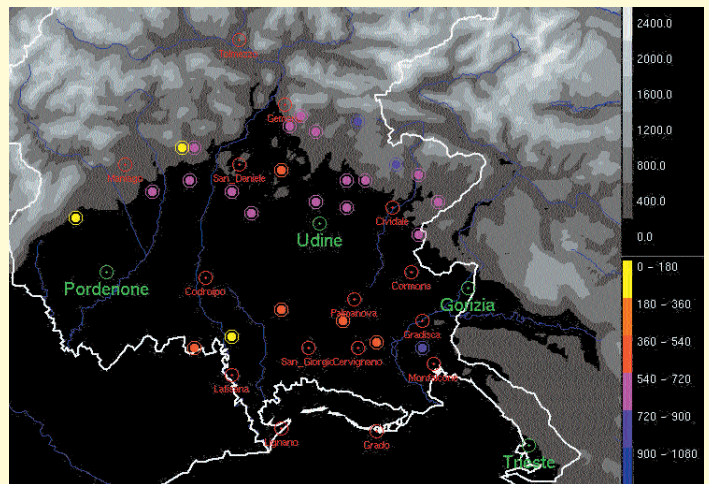 Gemona
Maniago
San_Daniele
Cividale
Udine
Pordenone
Codroipo
Cormons
Palmanova
Gorizia
Gradisca
San_Giorgio
Cervignano
Monfalcone
Latisana
Lignano
Grado
Trieste
2400.0
2000.0
1600.0
1200.0
800.0
400.0
0.0
0 - 180
180 - 360
360 - 540
540 - 720
720 - 900
900 - 1080